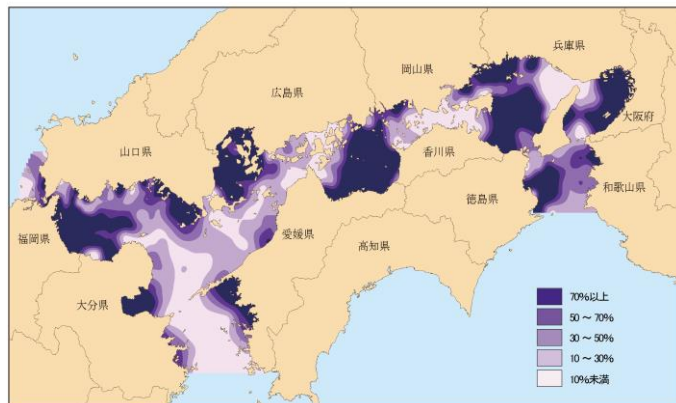 兵庫県
岡山県
広島県
大阪府
山口県
香川県
徳島県
和歌山県
福岡県
愛媛県
高知県
大分県
70%以上
50～70%
30～50%
10～30%
10%未満